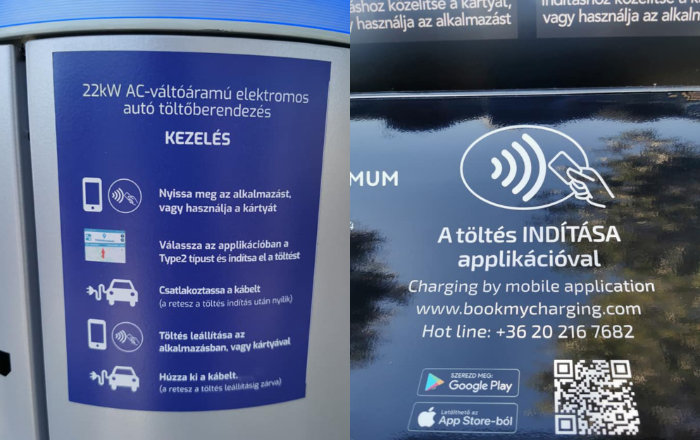 22kW AC-váltóáramú elektromos
autó töltőberendezés
KEZELÉS
Nyissa meg az alkalmazást,
vagy használja a kártyát
Válassza az applikációban a
Type2 típust és indítsa el a töltést
Csatlakoztassa a kábelt
(a retesz a töltés indítás után nyílik)
Töltés leállítása az
alkalmazásban, vagy kártyával
Húzza ki a kábelt.
(a retesz a töltés leállításig zárva)
áshoz közelítse a kártyát,
y használja az alkalmazást
Indításhoz közelítse a k
vagy használja az alkalm
MUM
A töltés INDÍTÁSA
applikációval
Charging by mobile application
www.bookmycharging.com
Hot line: +36 20 216 7682
SZEREZD MEG:
Google Play
Letölthető az
App Store-ból